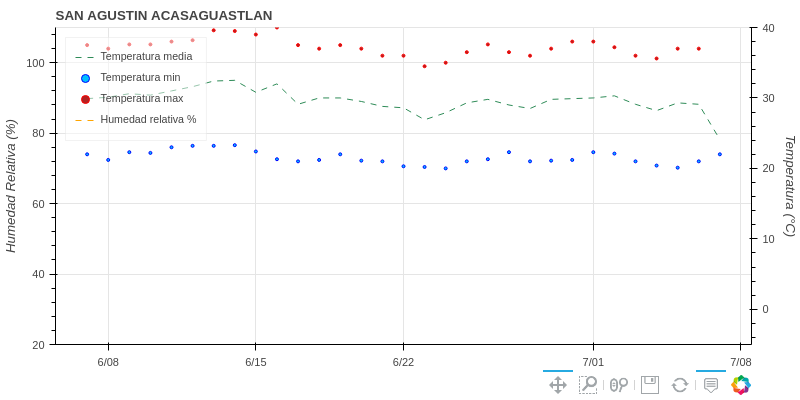 SAN AGUSTIN ACASAGUASTLAN
Temperatura media
Temperatura min
Temperatura max
Humedad relativa %
Humedad Relativa (%)
100
80
60
40
20
Temperatura (°C)
40
30
20
10
0
6/08 6/15 6/22 7/01 7/08